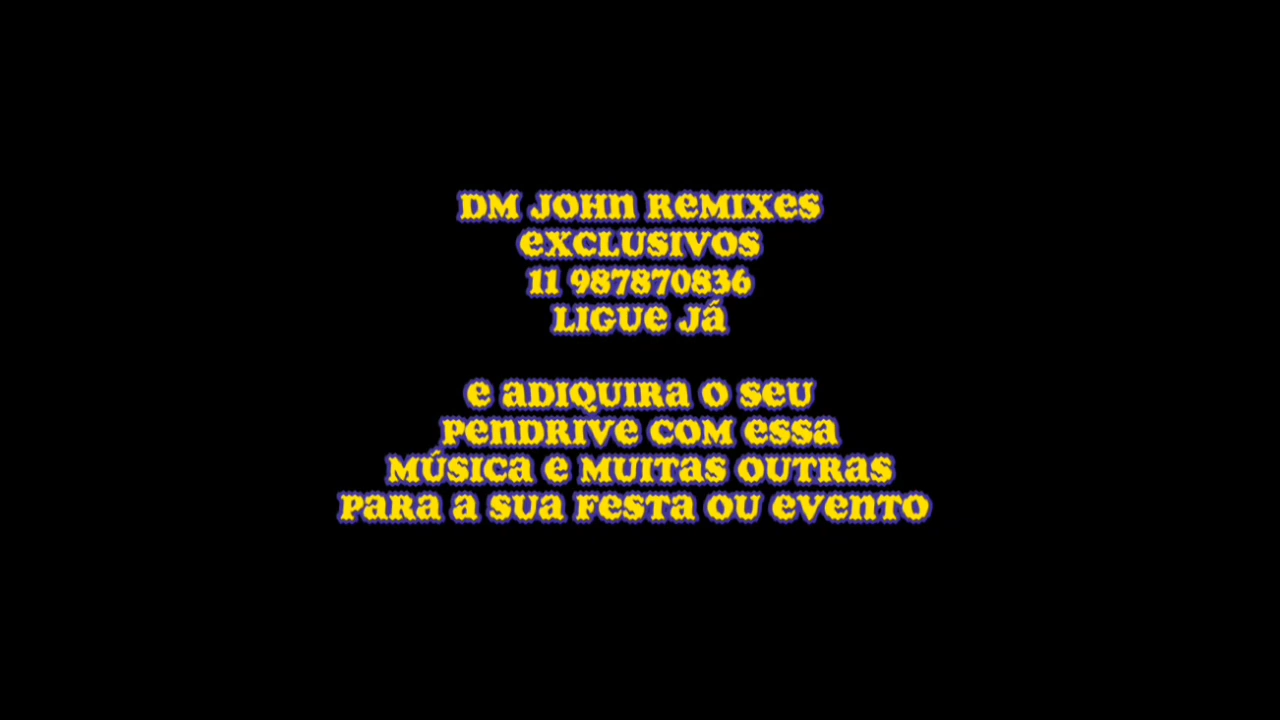 DM JOHN REMIXES
EXCLUSIVOS
11 987870836
LIGUE JÁ
E ADIQUIRA O SEU
PENDRIVE COM ESSA
MÚSICA E MUITAS OUTRAS
PARA A SUA FESTA OU EVENTO